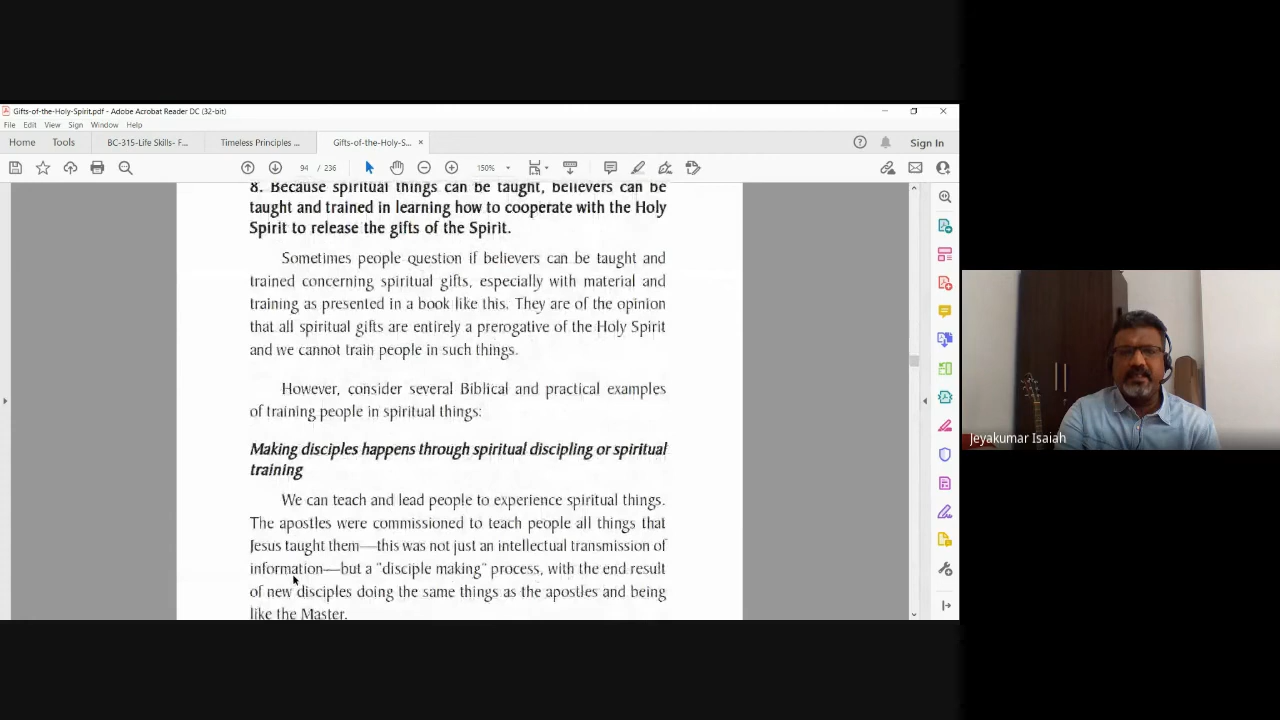 Gifts-of-the-Holy-Spirit.pdf - Adobe Acrobat Reader DC (32-bit)
File Edit View Sign Window Help
Home Tools BC-315-Life Skills- F... Timeless Principles ... Gifts-of-the-Holy-S... × Sign In
94 / 236 150%
8. Because spiritual things can be taught, believers can be
taught and trained in learning how to cooperate with the Holy
Spirit to release the gifts of the Spirit.
Sometimes people question if believers can be taught and
trained concerning spiritual gifts, especially with material and
training as presented in a book like this. They are of the opinion
that all spiritual gifts are entirely a prerogative of the Holy Spirit
and we cannot train people in such things.
However, consider several Biblical and practical examples
of training people in spiritual things:
Making disciples happens through spiritual discipling or spiritual
training
We can teach and lead people to experience spiritual things.
The apostles were commissioned to teach people all things that
Jesus taught them—this was not just an intellectual transmission of
information—but a "disciple making" process, with the end result
of new disciples doing the same things as the apostles and being
like the Master.
Jeyakumar Isaiah